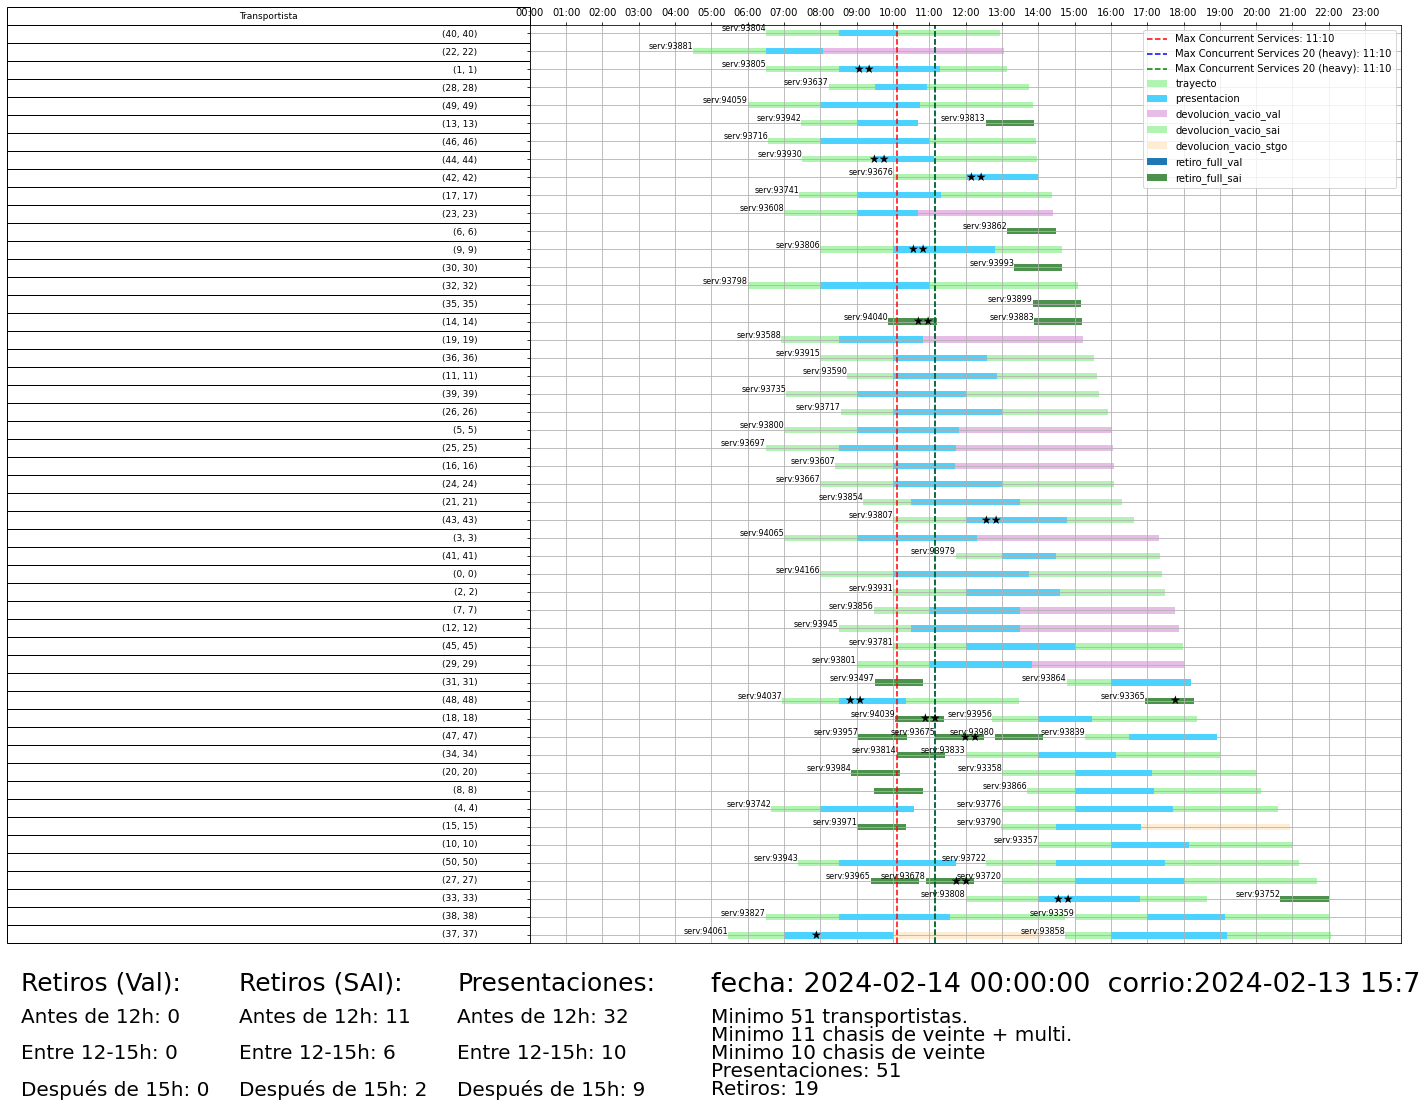 Transportista
00:00 01:00 02:00 03:00 04:00 05:00 06:00 07:00 08:00 09:00 10:00 11:00 12:00 13:00 14:00 15:00 16:00 17:00 18:00 19:00 20:00 21:00 22:00 23:00
Max Concurrent Services: 11:10
Max Concurrent Services 20 (heavy): 11:10
Max Concurrent Services 20 (heavy): 11:10
trayecto
presentacion
devolucion_vacio_val
devolucion_vacio_sai
devolucion_vacio_stgo
retiro_full_val
retiro_full_sai
(40, 40) serv:93804
(22, 22) serv:93881
(1, 1) serv:93805
(28, 28) serv:93637
(49, 49) serv:94059
(13, 13) serv:93942 serv:93813
(46, 46) serv:93716
(44, 44) serv:93930
(42, 42) serv:93676
(17, 17) serv:93741
(23, 23) serv:93608
(6, 6) serv:93862
(9, 9) serv:93806
(30, 30) serv:93993
(32, 32) serv:93798
(35, 35) serv:93899
(14, 14) serv:94040 serv:93883
(19, 19) serv:93588
(36, 36) serv:93915
(11, 11) serv:93590
(39, 39) serv:93735
(26, 26) serv:93717
(5, 5) serv:93800
(25, 25) serv:93697
(16, 16) serv:93607
(24, 24) serv:93667
(21, 21) serv:93854
(43, 43) serv:93807
(3, 3) serv:94065
(41, 41) serv:93979
(0, 0) serv:94166
(2, 2) serv:93931
(7, 7) serv:93856
(12, 12) serv:93945
(45, 45) serv:93781
(29, 29) serv:93801
(31, 31) serv:93497 serv:93864
(48, 48) serv:94037 serv:93365
(18, 18) serv:94039 serv:93956
(47, 47) serv:93957 serv:93675 serv:93980 serv:93839
(34, 34) serv:93814 serv:93833
(20, 20) serv:93984 serv:93358
(8, 8) serv:93866
(4, 4) serv:93742 serv:93776
(15, 15) serv:93971 serv:93790
(10, 10) serv:93357
(50, 50) serv:93943 serv:93722
(27, 27) serv:93965 serv:93678 serv:93720
(33, 33) serv:93808 serv:93752
(38, 38) serv:93827 serv:93359
(37, 37) serv:94061 serv:93858
Retiros (Val):
Antes de 12h: 0
Entre 12-15h: 0
Después de 15h: 0
Retiros (SAI):
Antes de 12h: 11
Entre 12-15h: 6
Después de 15h: 2
Presentaciones:
Antes de 12h: 32
Entre 12-15h: 10
Después de 15h: 9
fecha: 2024-02-14 00:00:00 corrio:2024-02-13 15:7
Minimo 51 transportistas.
Minimo 11 chasis de veinte + multi.
Minimo 10 chasis de veinte
Presentaciones: 51
Retiros: 19